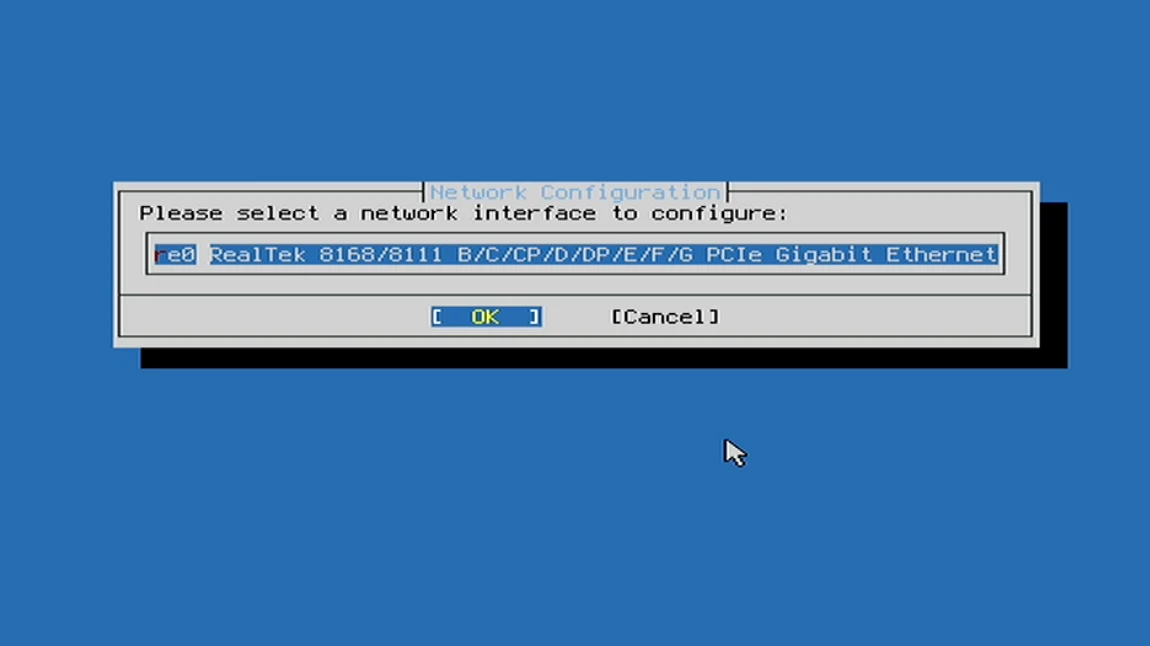 Network Configuration
Please select a network interface to configure:
re0 RealTek 8168/8111 B/C/CP/D/DP/E/F/G PCIe Gigabit Ethernet
[ OK ] [Cancel]